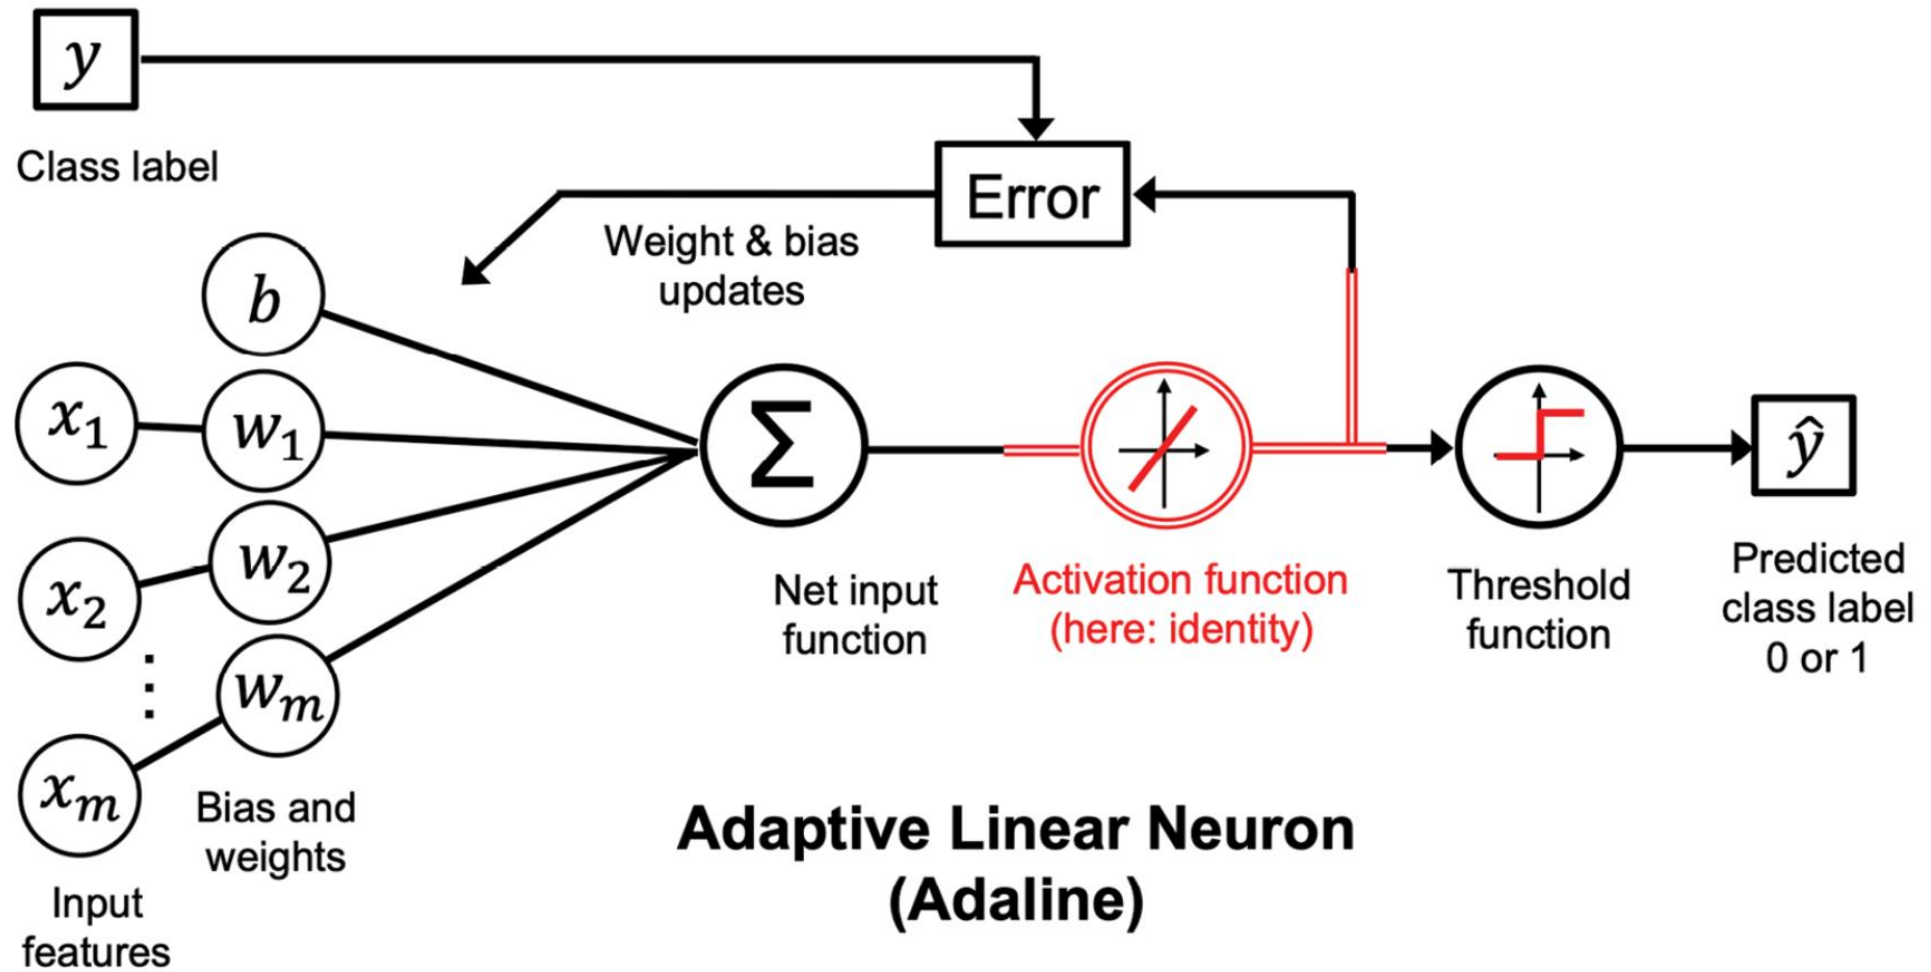 y
Class label
Error
Weight & bias
updates
b
x₁
w₁
x₂
w₂
⋮
wₘ
xₘ
Bias and
weights
Input
features
Σ
Net input
function
Activation function
(here: identity)
Threshold
function
ŷ
Predicted
class label
0 or 1
Adaptive Linear Neuron
(Adaline)